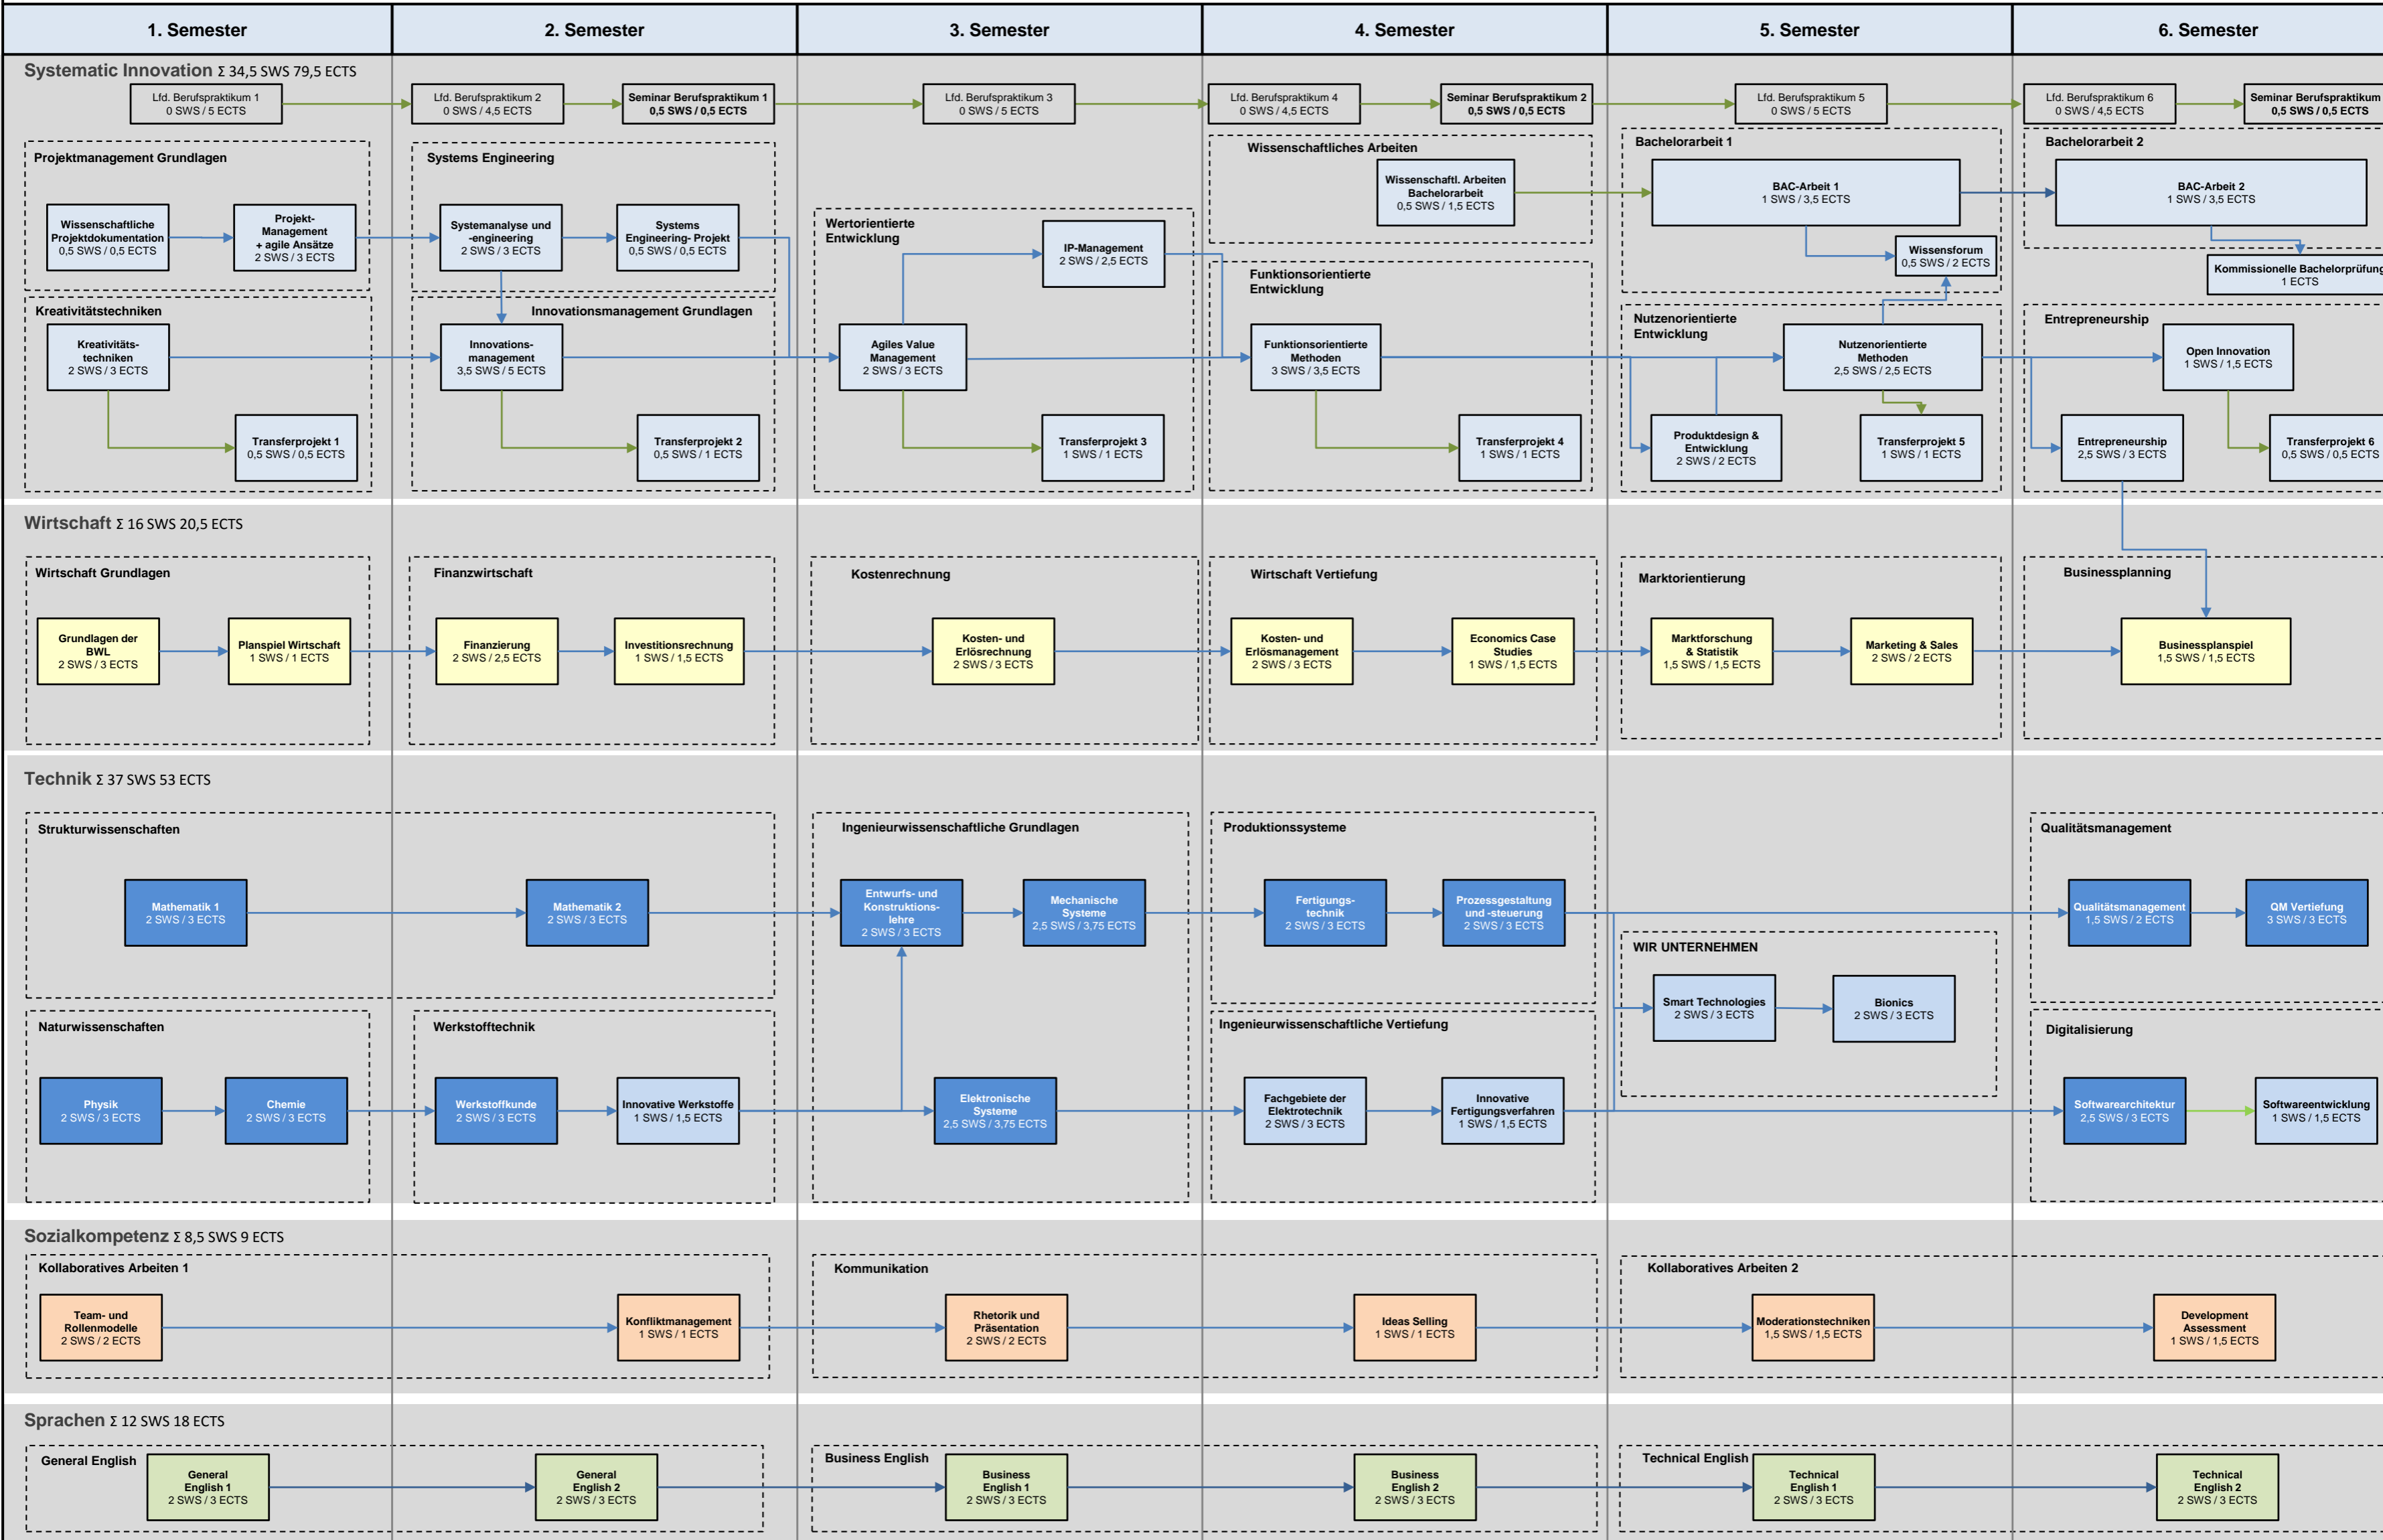 1. Semester
2. Semester
3. Semester
4. Semester
5. Semester
6. Semester
Systematic Innovation Σ 34,5 SWS 79,5 ECTS
Lfd. Berufspraktikum 1
0 SWS / 5 ECTS
Lfd. Berufspraktikum 2
0 SWS / 4,5 ECTS
Seminar Berufspraktikum 1
0,5 SWS / 0,5 ECTS
Lfd. Berufspraktikum 3
0 SWS / 5 ECTS
Lfd. Berufspraktikum 4
0 SWS / 4,5 ECTS
Seminar Berufspraktikum 2
0,5 SWS / 0,5 ECTS
Lfd. Berufspraktikum 5
0 SWS / 5 ECTS
Lfd. Berufspraktikum 6
0 SWS / 4,5 ECTS
Seminar Berufspraktikum
0,5 SWS / 0,5 ECTS
Projektmanagement Grundlagen
Wissenschaftliche
Projektdokumentation
0,5 SWS / 0,5 ECTS
Projekt-
Management
+ agile Ansätze
2 SWS / 3 ECTS
Systems Engineering
Systemanalyse und
-engineering
2 SWS / 3 ECTS
Systems
Engineering- Projekt
0,5 SWS / 0,5 ECTS
Wertorientierte
Entwicklung
IP-Management
2 SWS / 2,5 ECTS
Wissenschaftliches Arbeiten
Wissenschaftl. Arbeiten
Bachelorarbeit
0,5 SWS / 1,5 ECTS
Bachelorarbeit 1
BAC-Arbeit 1
1 SWS / 3,5 ECTS
Wissensforum
0,5 SWS / 2 ECTS
Bachelorarbeit 2
BAC-Arbeit 2
1 SWS / 3,5 ECTS
Kommissionelle Bachelorprüfung
1 ECTS
Kreativitätstechniken
Kreativitäts-
techniken
2 SWS / 3 ECTS
Transferprojekt 1
0,5 SWS / 0,5 ECTS
Innovationsmanagement Grundlagen
Innovations-
management
3,5 SWS / 5 ECTS
Transferprojekt 2
0,5 SWS / 1 ECTS
Agiles Value
Management
2 SWS / 3 ECTS
Transferprojekt 3
1 SWS / 1 ECTS
Funktionsorientierte
Entwicklung
Funktionsorientierte
Methoden
3 SWS / 3,5 ECTS
Transferprojekt 4
1 SWS / 1 ECTS
Nutzenorientierte
Entwicklung
Nutzenorientierte
Methoden
2,5 SWS / 2,5 ECTS
Produktdesign &
Entwicklung
2 SWS / 2 ECTS
Transferprojekt 5
1 SWS / 1 ECTS
Entrepreneurship
Open Innovation
1 SWS / 1,5 ECTS
Entrepreneurship
2,5 SWS / 3 ECTS
Transferprojekt 6
0,5 SWS / 0,5 ECTS
Wirtschaft Σ 16 SWS 20,5 ECTS
Wirtschaft Grundlagen
Grundlagen der
BWL
2 SWS / 3 ECTS
Planspiel Wirtschaft
1 SWS / 1 ECTS
Finanzwirtschaft
Finanzierung
2 SWS / 2,5 ECTS
Investitionsrechnung
1 SWS / 1,5 ECTS
Kostenrechnung
Kosten- und
Erlösrechnung
2 SWS / 3 ECTS
Wirtschaft Vertiefung
Kosten- und
Erlösmanagement
2 SWS / 3 ECTS
Economics Case
Studies
1 SWS / 1,5 ECTS
Marktorientierung
Marktforschung
& Statistik
1,5 SWS / 1,5 ECTS
Marketing & Sales
2 SWS / 2 ECTS
Businessplanning
Businessplanspiel
1,5 SWS / 1,5 ECTS
Technik Σ 37 SWS 53 ECTS
Strukturwissenschaften
Mathematik 1
2 SWS / 3 ECTS
Mathematik 2
2 SWS / 3 ECTS
Ingenieurwissenschaftliche Grundlagen
Entwurfs- und
Konstruktions-
lehre
2 SWS / 3 ECTS
Mechanische
Systeme
2,5 SWS / 3,75 ECTS
Produktionssysteme
Fertigungs-
technik
2 SWS / 3 ECTS
Prozessgestaltung
und -steuerung
2 SWS / 3 ECTS
WIR UNTERNEHMEN
Smart Technologies
2 SWS / 3 ECTS
Bionics
2 SWS / 3 ECTS
Qualitätsmanagement
Qualitätsmanagement
1,5 SWS / 2 ECTS
QM Vertiefung
3 SWS / 3 ECTS
Naturwissenschaften
Physik
2 SWS / 3 ECTS
Chemie
2 SWS / 3 ECTS
Werkstofftechnik
Werkstoffkunde
2 SWS / 3 ECTS
Innovative Werkstoffe
1 SWS / 1,5 ECTS
Elektronische
Systeme
2,5 SWS / 3,75 ECTS
Ingenieurwissenschaftliche Vertiefung
Fachgebiete der
Elektrotechnik
2 SWS / 3 ECTS
Innovative
Fertigungsverfahren
1 SWS / 1,5 ECTS
Digitalisierung
Softwarearchitektur
2,5 SWS / 3 ECTS
Softwareentwicklung
1 SWS / 1,5 ECTS
Sozialkompetenz Σ 8,5 SWS 9 ECTS
Kollaboratives Arbeiten 1
Team- und
Rollenmodelle
2 SWS / 2 ECTS
Konfliktmanagement
1 SWS / 1 ECTS
Kommunikation
Rhetorik und
Präsentation
2 SWS / 2 ECTS
Ideas Selling
1 SWS / 1 ECTS
Kollaboratives Arbeiten 2
Moderationstechniken
1,5 SWS / 1,5 ECTS
Development
Assessment
1 SWS / 1,5 ECTS
Sprachen Σ 12 SWS 18 ECTS
General English
General
English 1
2 SWS / 3 ECTS
General
English 2
2 SWS / 3 ECTS
Business English
Business
English 1
2 SWS / 3 ECTS
Business
English 2
2 SWS / 3 ECTS
Technical English
Technical
English 1
2 SWS / 3 ECTS
Technical
English 2
2 SWS / 3 ECTS